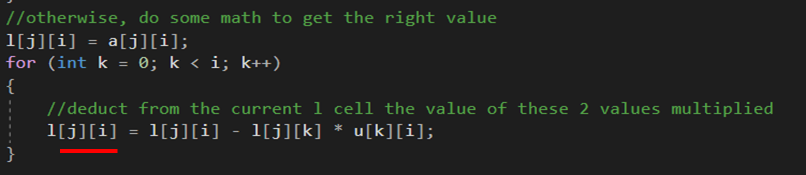 //otherwise, do some math to get the right value
l[j][i] = a[j][i];
for (int k = 0; k < i; k++)
{
//deduct from the current l cell the value of these 2 values multiplied
l[j][i] = l[j][i] - l[j][k] * u[k][i];
}